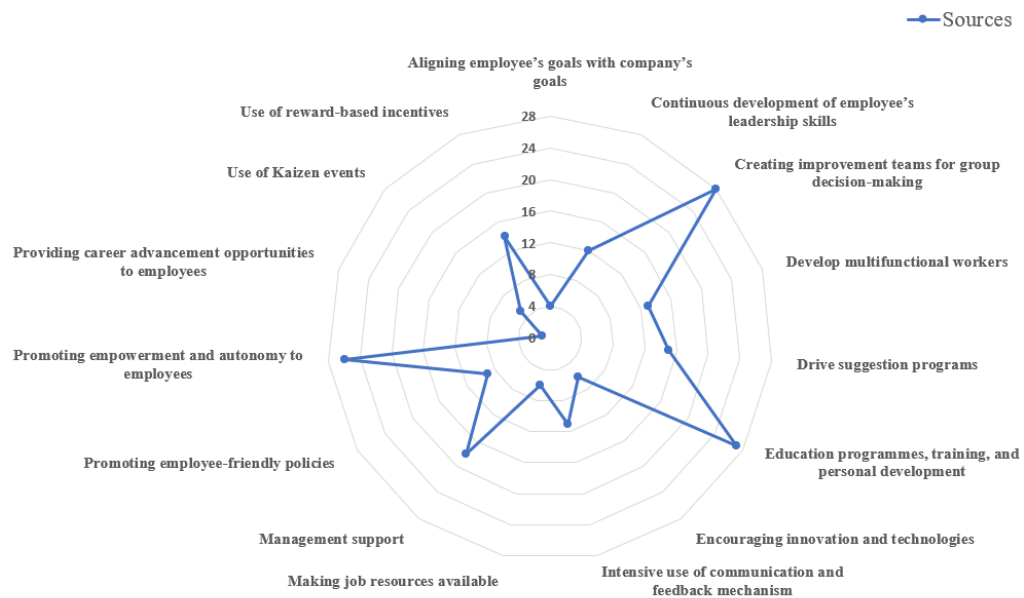 Sources
Aligning employee's goals with company's
goals
Continuous development of employee's
leadership skills
Creating improvement teams for group
decision-making
Develop multifunctional workers
Drive suggestion programs
Education programmes, training, and
personal development
Encouraging innovation and technologies
Intensive use of communication and
feedback mechanism
Making job resources available
Management support
Promoting employee-friendly policies
Promoting empowerment and autonomy to
employees
Providing career advancement opportunities
to employees
Use of Kaizen events
Use of reward-based incentives
28
24
20
16
12
8
4
0